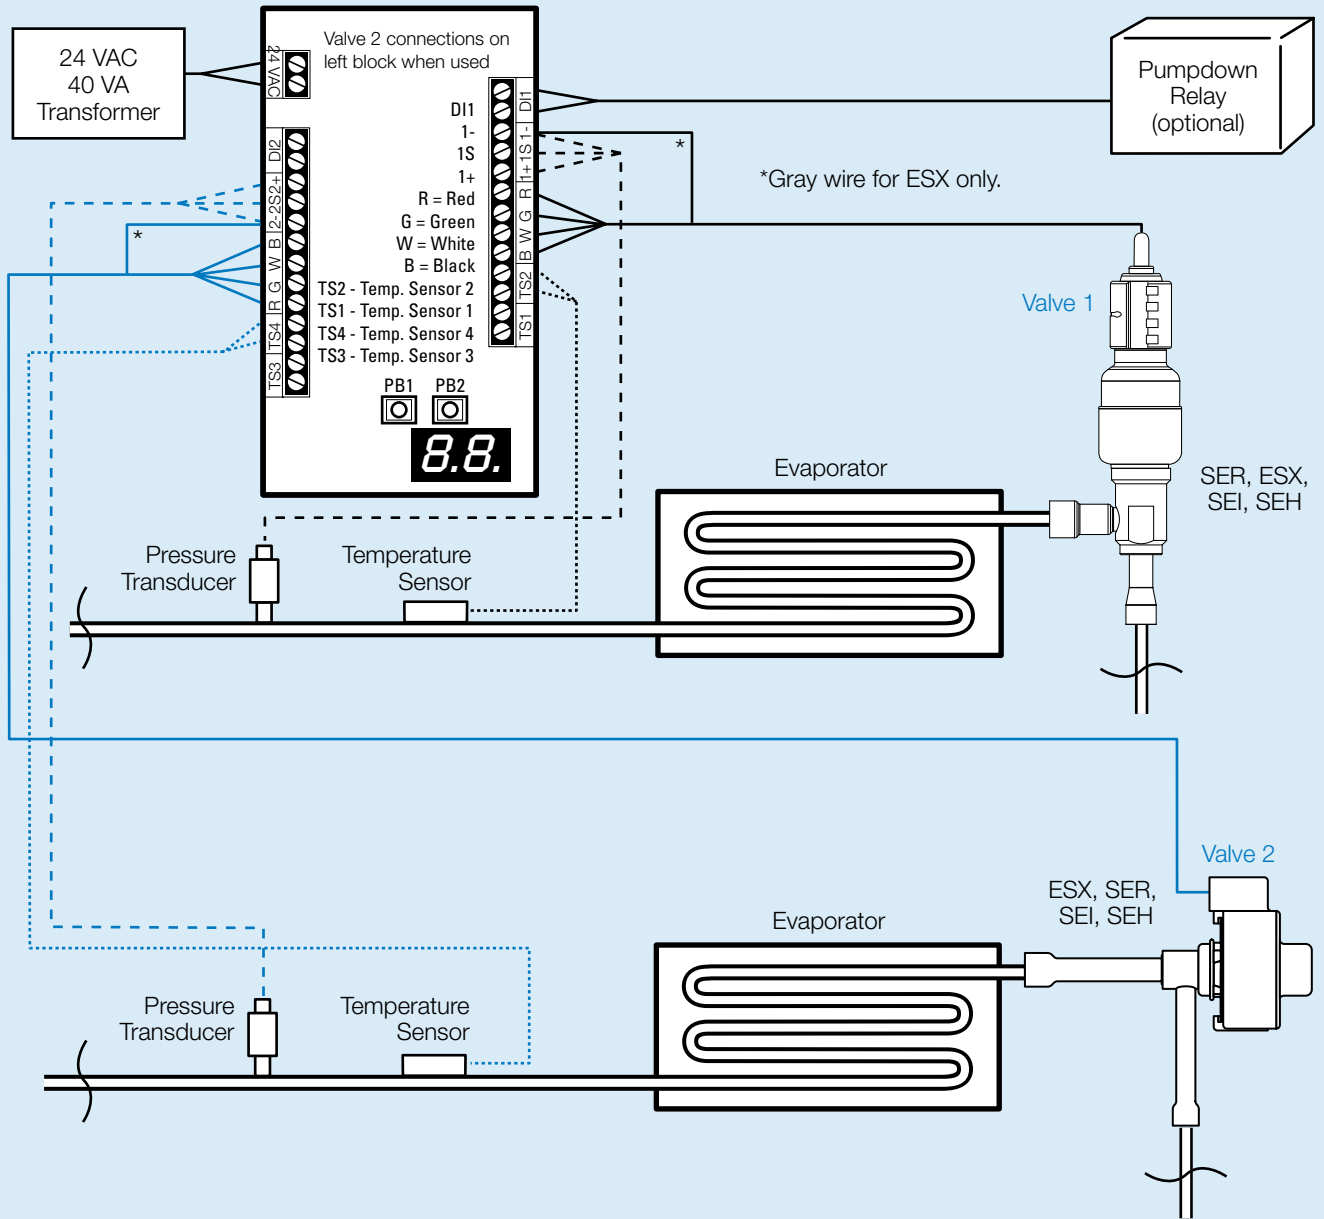 24 VAC
40 VA
Transformer
Valve 2 connections on
left block when used
24 VAC
DI2
2S2+
2-
B
W
G
R
TS4
TS3
DI1
1-
1S
1+
R = Red
G = Green
W = White
B = Black
TS2 - Temp. Sensor 2
TS1 - Temp. Sensor 1
TS4 - Temp. Sensor 4
TS3 - Temp. Sensor 3
DI1
1-
1S
1+
R
G
W
B
TS2
TS1
PB1 PB2
8.8.
Pumpdown
Relay
(optional)
*
*Gray wire for ESX only.
*
Valve 1
SER, ESX,
SEI, SEH
Evaporator
Pressure
Transducer
Temperature
Sensor
Valve 2
ESX, SER,
SEI, SEH
Evaporator
Pressure
Transducer
Temperature
Sensor